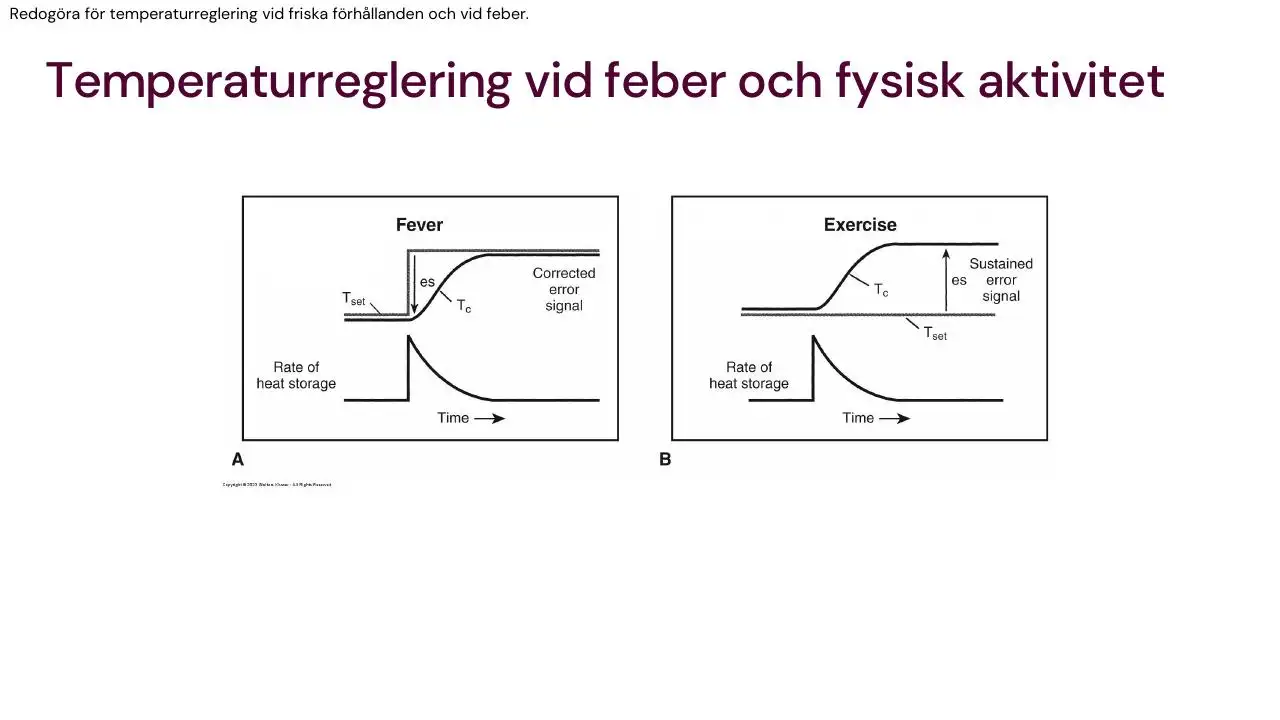 Redogöra för temperaturreglering vid friska förhållanden och vid feber.
Temperaturreglering vid feber och fysisk aktivitet
Fever
es
Corrected
error
signal
Tset
Tc
Rate of
heat storage
Time
A
Exercise
Sustained
es error
signal
Tc
Tset
Rate of
heat storage
Time
B